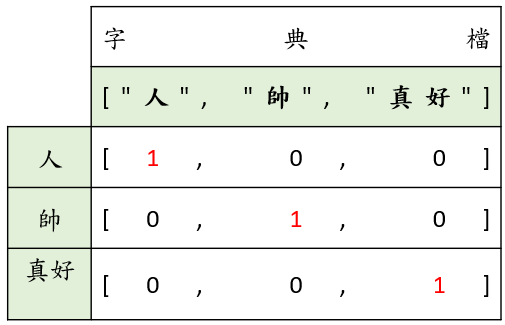 字 典 檔
["人", "帥", "真好"]
人 [ 1 , 0 , 0 ]
帥 [ 0 , 1 , 0 ]
真好 [ 0 , 0 , 1 ]